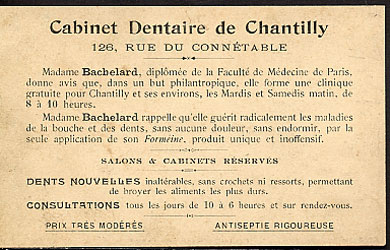 Cabinet Dentaire de Chantilly
126, RUE DU CONNÉTABLE
Madame Bachelard, diplômée de la Faculté de Médecine de Paris,
donne avis que, dans un but philantropique, elle forme une clinique
gratuite pour Chantilly et ses environs, les Mardis et Samedis matin, de
8 à 10 heures.
Madame Bachelard rappelle qu'elle guérit radicalement les maladies
de la bouche et des dents, sans aucune douleur, sans endormir, par la
seule application de son Forméine, produit unique et inoffensif.
SALONS & CABINETS RÉSERVÉS
DENTS NOUVELLES inaltérables, sans crochets ni ressorts, permettant
de broyer les aliments les plus durs.
CONSULTATIONS tous les jours de 10 à 6 heures et sur rendez-vous.
PRIX TRÈS MODÉRÉS ANTISEPTIE RIGOUREUSE